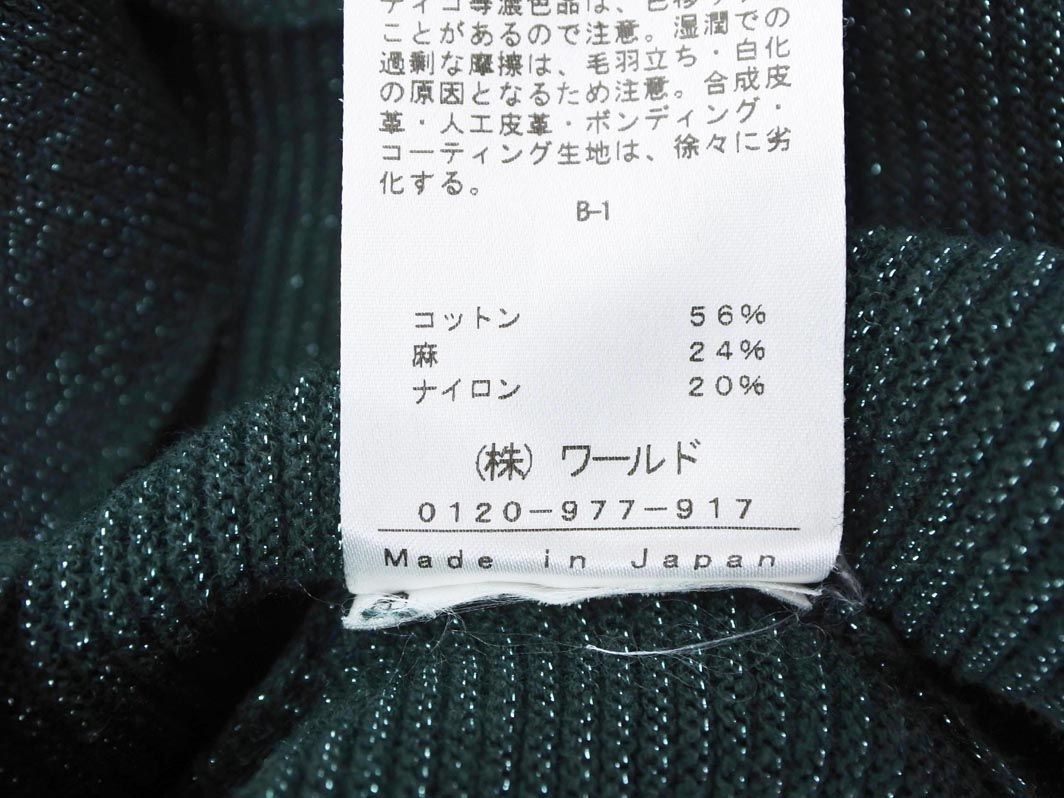 ことがあるので注意。湿潤での
過剰な摩擦は、毛羽立ち・白化
の原因となるため注意。合成皮
革・人工皮革・ボンディング・
コーティング生地は、徐々に劣
化する。
B-1
コットン 56%
麻 24%
ナイロン 20%
(株) ワールド
0120-977-917
Made in Japan